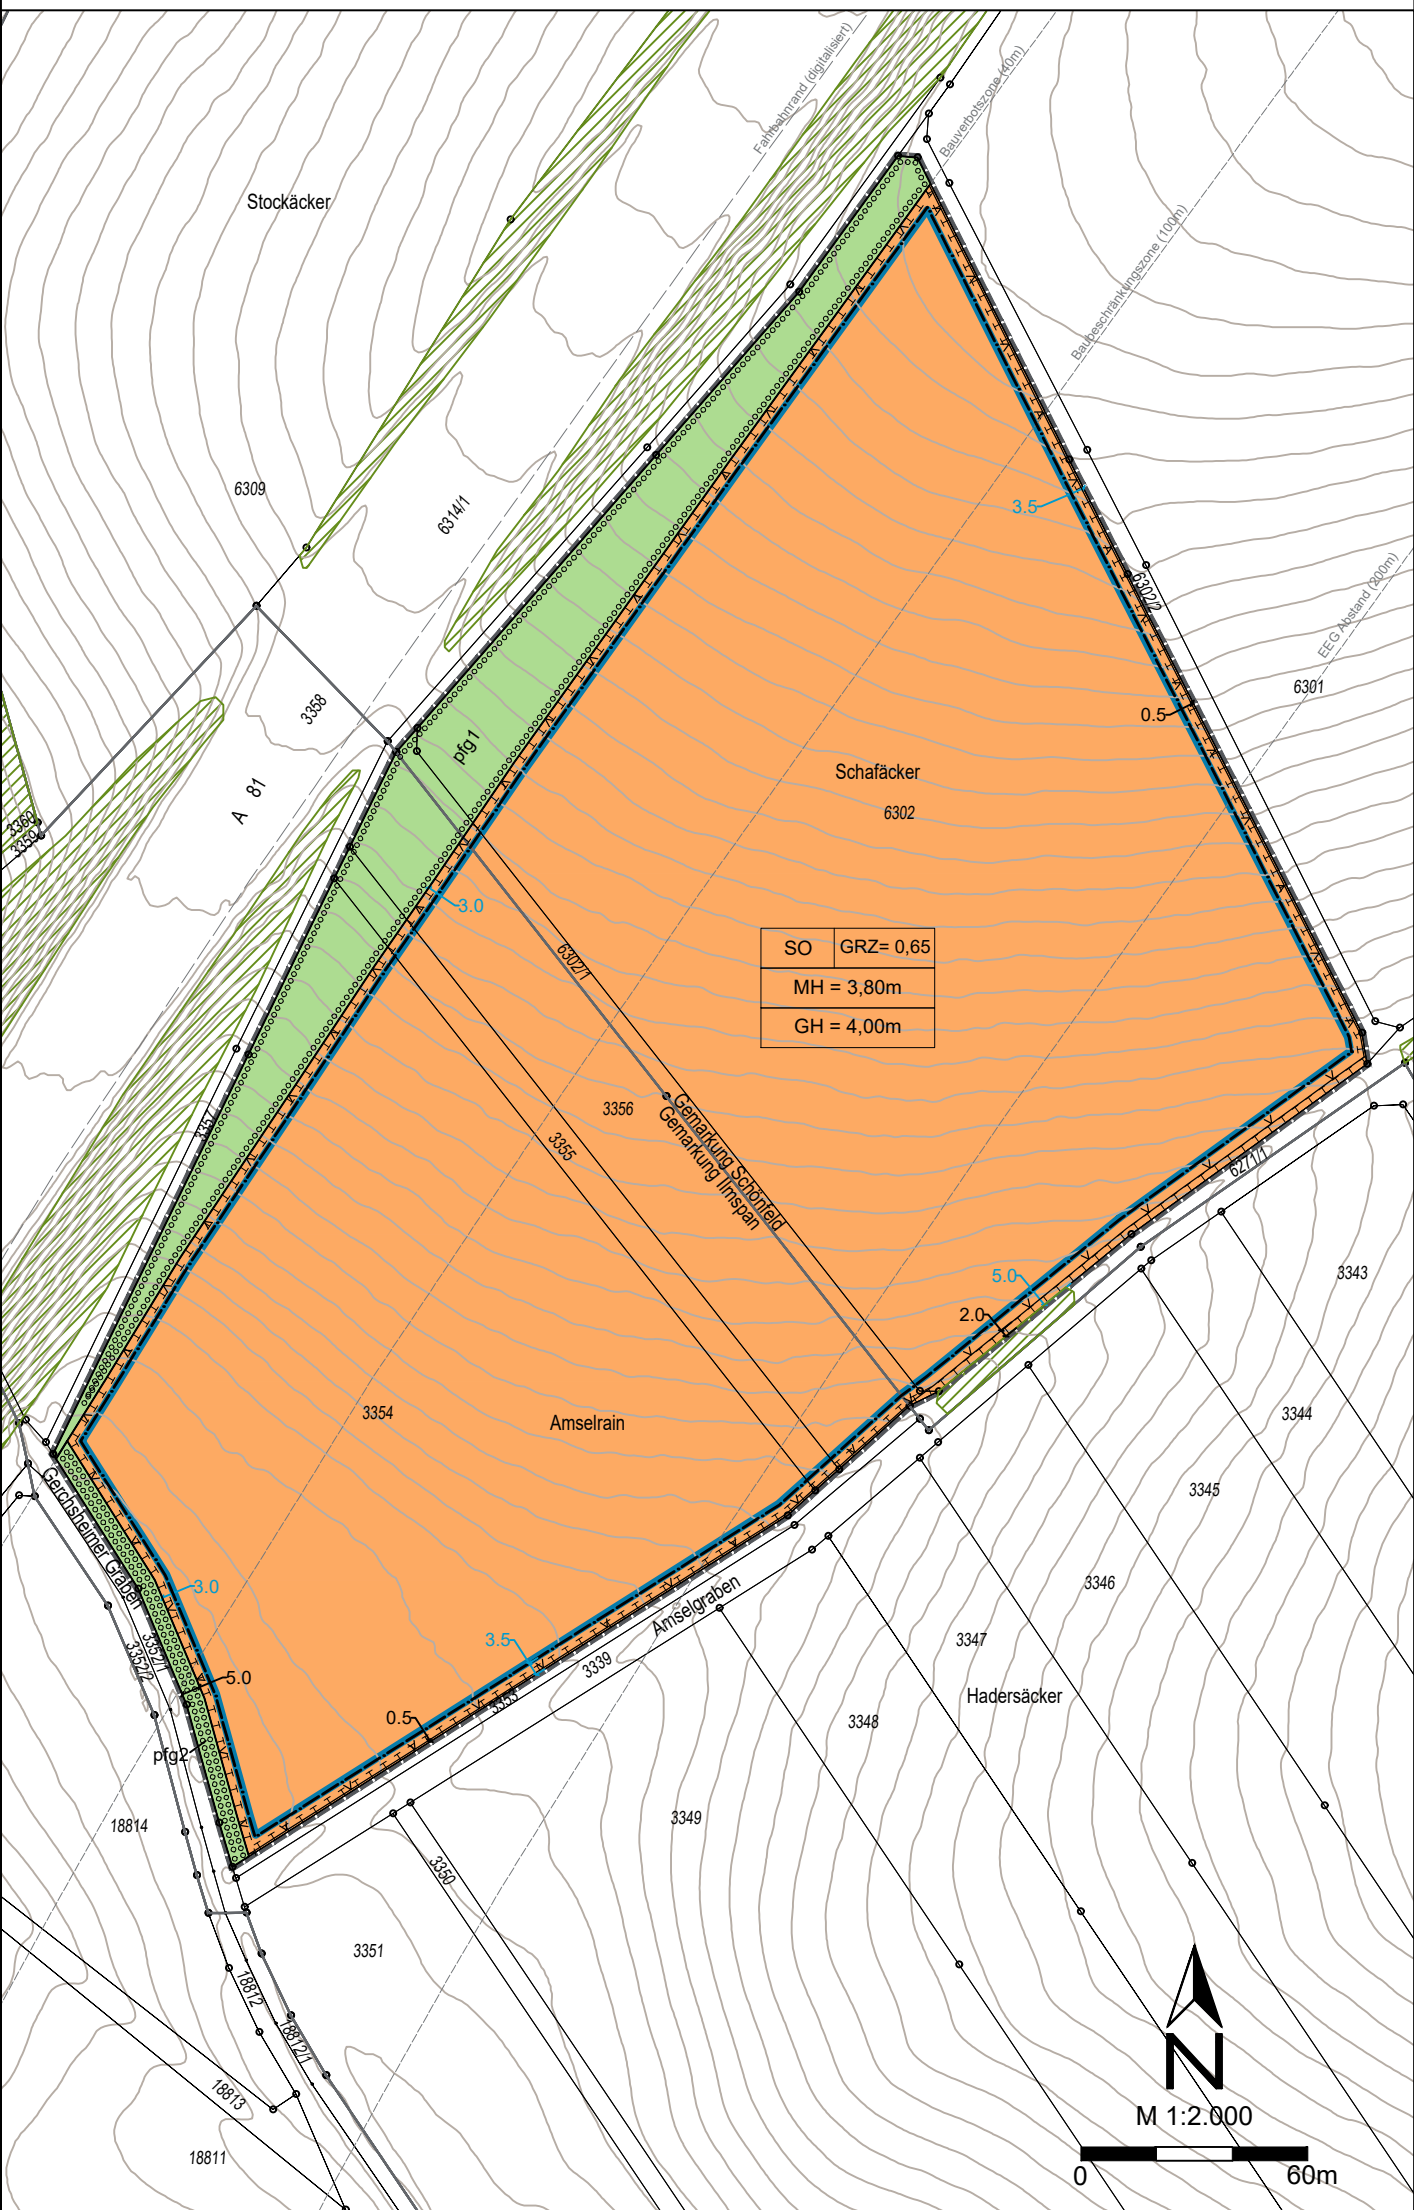 Fahrbahnrand (digitalisiert)
Bauverbotszone (40m)
Stockäcker
Baubeschränkungszone (100m)
6309
6314/1
3.5
6302/2
EEG Abstand (200m)
6301
3358
0.5
pfg1
A 81
Schafäcker
6302
3360
3359
3.0
6302/1
SO GRZ= 0,65
MH = 3,80m
GH = 4,00m
3357
3356
3355
Gemarkung Schönfeld
Gemarkung Ilmspan
6271/1
5.0
2.0
3343
3354
Amselrain
3344
3345
Gerchsheimer Graben
3.0
3346
Amselgraben
3352/1
3352/2
5.0
3.5
3339
3347
3353
Hadersäcker
0.5
3348
pfg2
18814
3349
3350
3351
18812
18812/1
18813
18811
N
M 1:2.000
0 60m